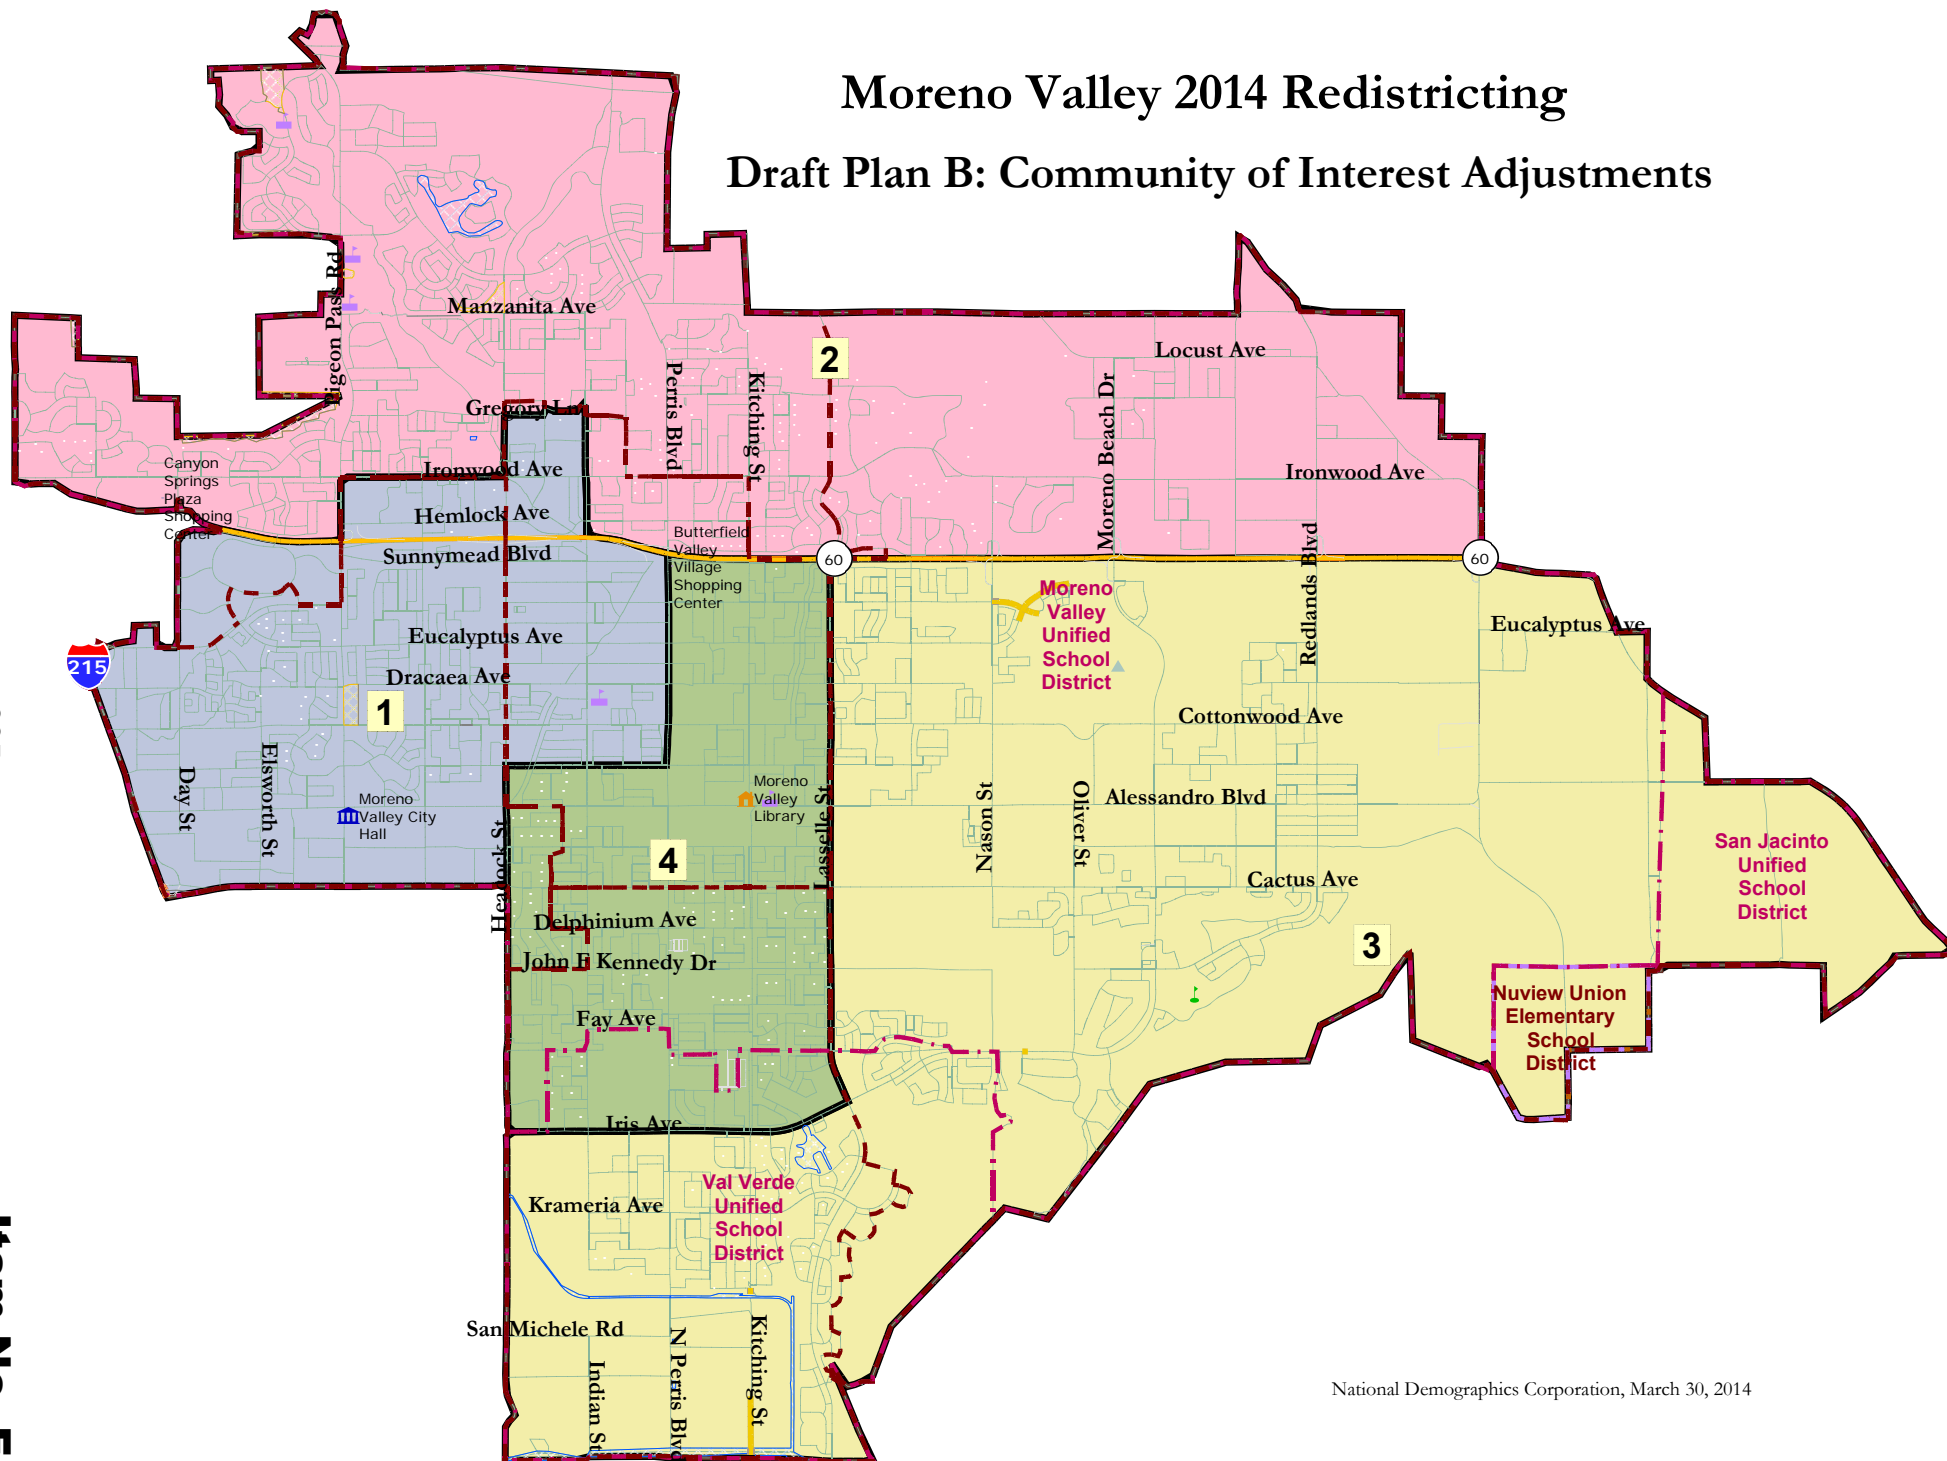 Moreno Valley 2014 Redistricting
Draft Plan B: Community of Interest Adjustments
Pigeon Pass Rd
Manzanita Ave
2
Locust Ave
Perris Blvd
Kitching St
Moreno Beach Dr
Gregory Ln
Canyon
Springs
Plaza
Shopping
Center
Ironwood Ave
Ironwood Ave
Hemlock Ave
Sunnymead Blvd
Butterfield
Valley
Village
Shopping
Center
60
60
Redlands Blvd
Moreno
Valley
Unified
School
District
Eucalyptus Ave
Eucalyptus Ave
215
Dracaea Ave
1
Cottonwood Ave
Day St
Elsworth St
Moreno
Valley City
Hall
Moreno
Valley
Library
Heacock St
Lasselle St
Nason St
Oliver St
Alessandro Blvd
4
San Jacinto
Unified
School
District
Cactus Ave
Delphinium Ave
3
John F Kennedy Dr
Nuview Union
Elementary
School
District
Fay Ave
Iris Ave
Krameria Ave
Val Verde
Unified
School
District
San Michele Rd
Indian St
N Perris Blvd
Kitching St
National Demographics Corporation, March 30, 2014